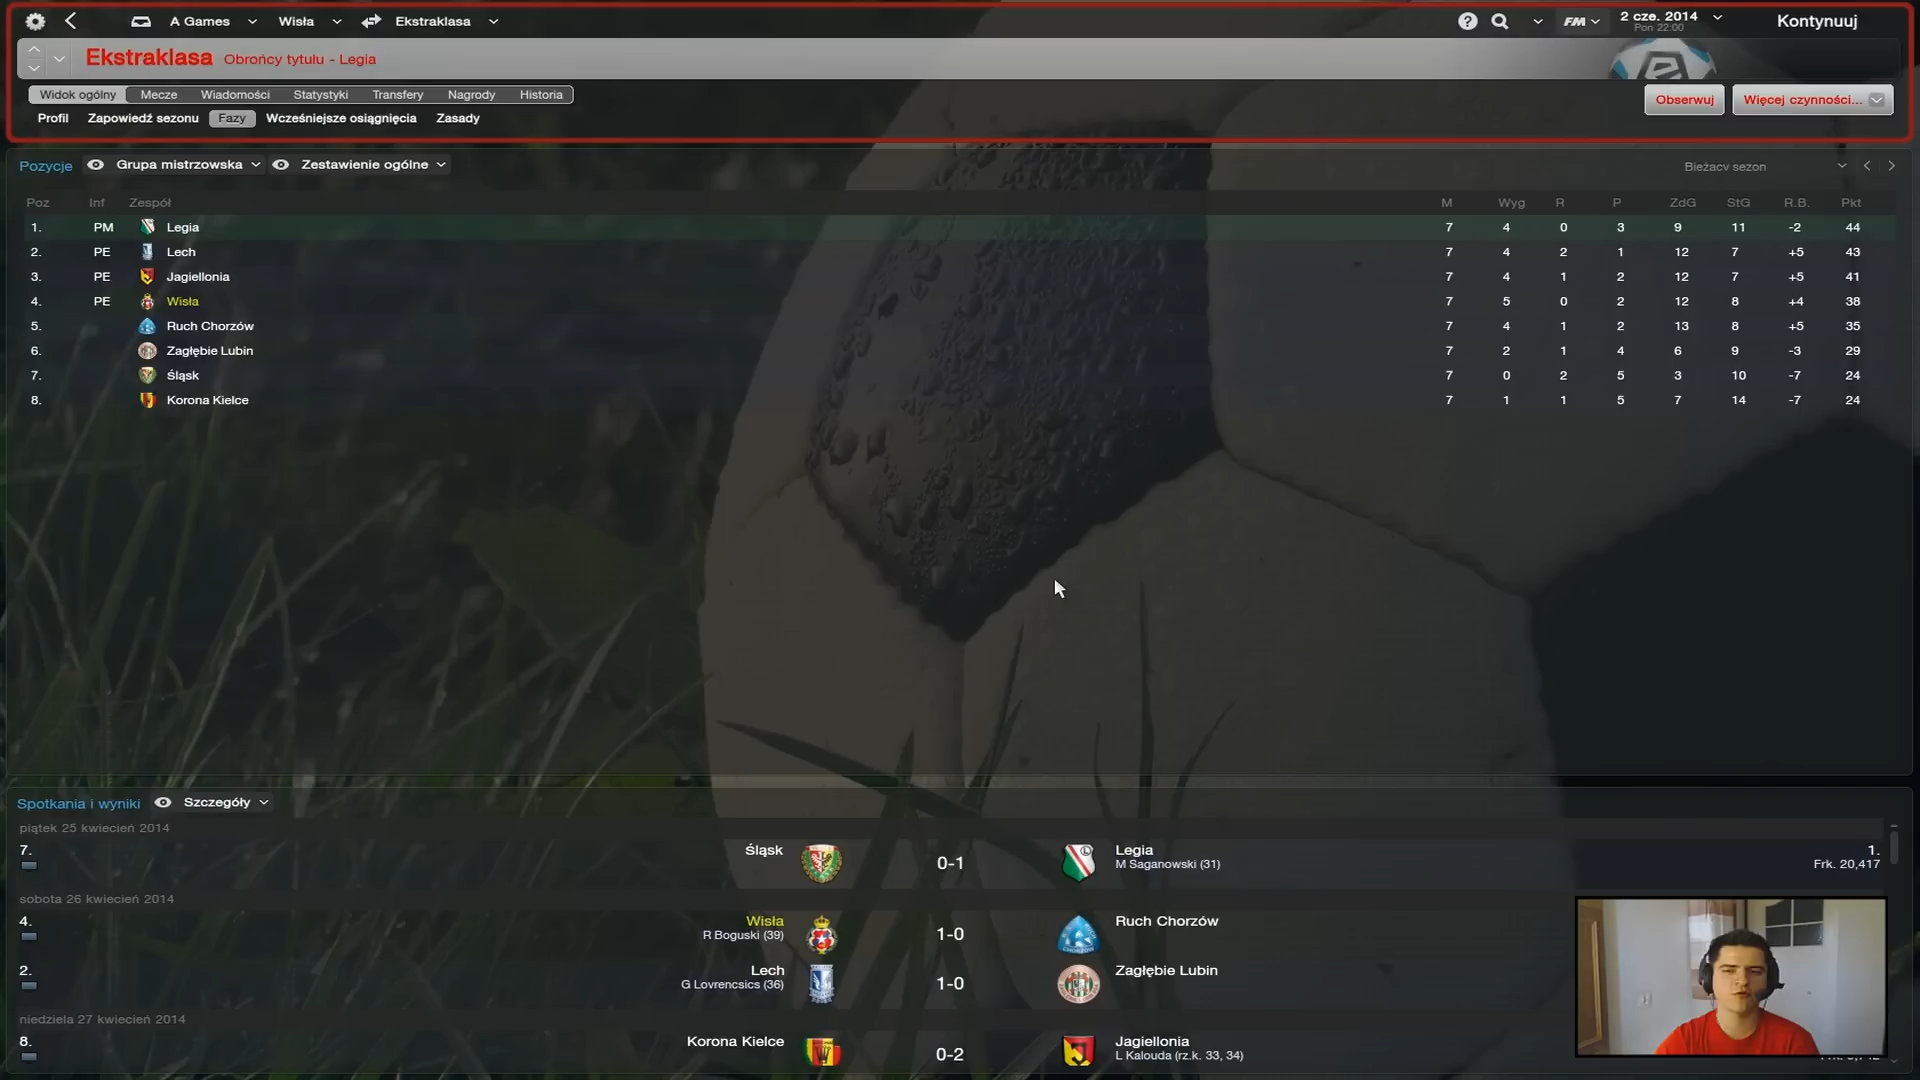 A Games Wisła Ekstraklasa ? FM 2 cze. 2014 Kontynuuj
Pon 22:00
Ekstraklasa Obrońcy tytulu - Legia
Widok ogólny Mecze Wiadomości Statystyki Transfery Nagrody Historia Obserwuj Więcej czynności...
Profil Zapowiedź sezonu Fazy Wcześniejsze osiągnięcia Zasady
Pozycje Grupa mistrzowska Zestawienie ogólne Bieżący sezon
Poz Inf Zespół M Wyg R P ZdG StG R.B. Pkt
1. PM Legia 7 4 0 3 9 11 -2 44
2. PE Lech 7 4 2 1 12 7 +5 43
3. PE Jagiellonia 7 4 1 2 12 7 +5 41
4. PE Wisła 7 5 0 2 12 8 +4 38
5. Ruch Chorzów 7 4 1 2 13 8 +5 35
6. Zagłębie Lubin 7 2 1 4 6 9 -3 29
7. Śląsk 7 0 2 5 3 10 -7 24
8. Korona Kielce 7 1 1 5 7 14 -7 24
Spotkania i wyniki Szczegóły
piątek 25 kwiecień 2014
7. Śląsk 0-1 Legia 1.
M Saganowski (31) Frk. 20,417
sobota 26 kwiecień 2014
4. Wisła 1-0 Ruch Chorzów
R Boguski (39)
2. Lech 1-0 Zagłębie Lubin
G Lovrencsics (36)
niedziela 27 kwiecień 2014
8. Korona Kielce 0-2 Jagiellonia
L Kalouda (rz.k. 33, 34)